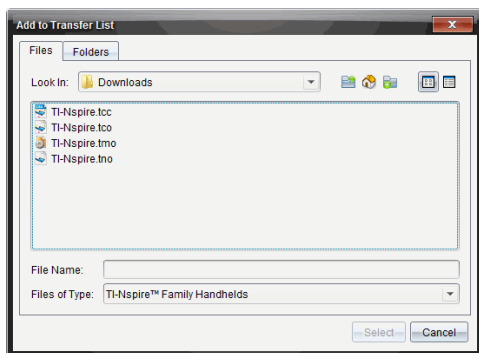 Add to Transfer List
Files Folders
Look In: Downloads
TI-Nspire.tcc
TI-Nspire.tco
TI-Nspire.tmo
TI-Nspire.tno
File Name:
Files of Type: TI-Nspire™ Family Handhelds
Select Cancel